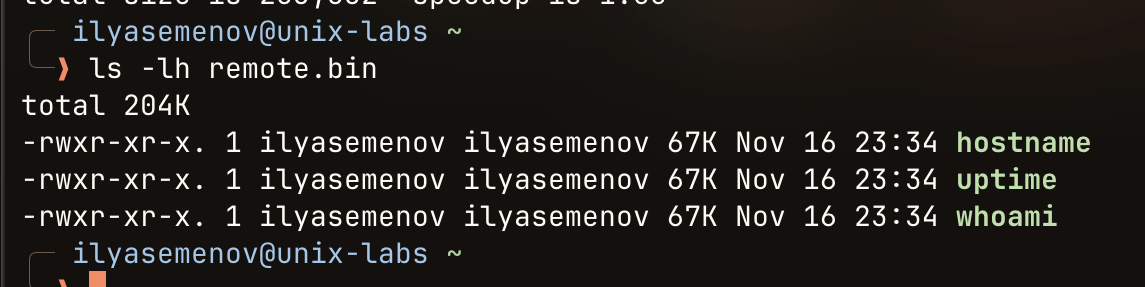 ilyasemenov@unix-labs ~
❱ ls -lh remote.bin
total 204K
-rwxr-xr-x. 1 ilyasemenov ilyasemenov 67K Nov 16 23:34 hostname
-rwxr-xr-x. 1 ilyasemenov ilyasemenov 67K Nov 16 23:34 uptime
-rwxr-xr-x. 1 ilyasemenov ilyasemenov 67K Nov 16 23:34 whoami
ilyasemenov@unix-labs ~